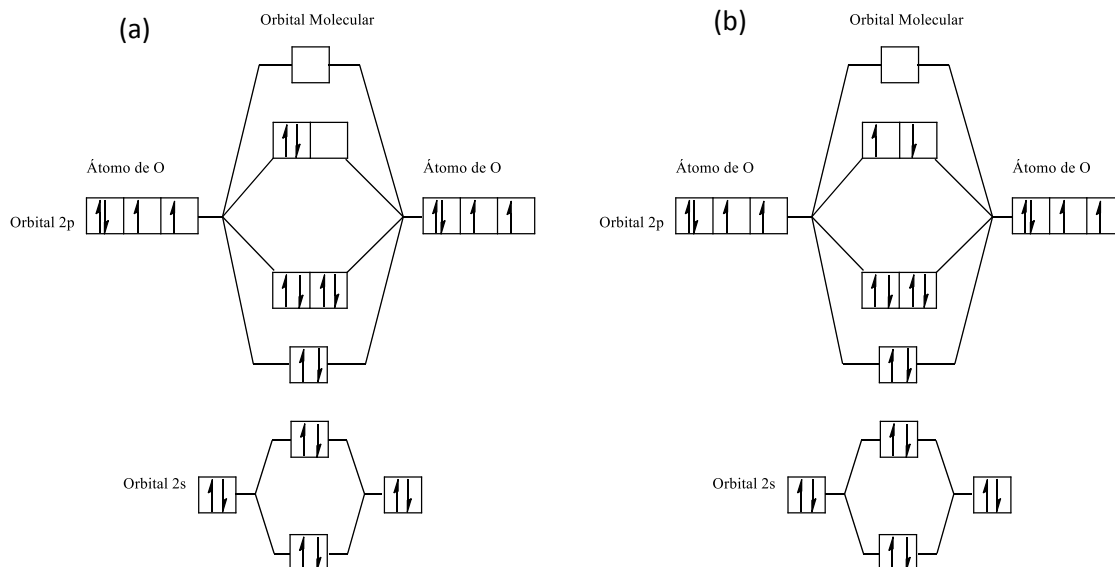 (a)
Orbital Molecular
Átomo de O
Átomo de O
Orbital 2p
Orbital 2s
(b)
Orbital Molecular
Átomo de O
Átomo de O
Orbital 2p
Orbital 2s